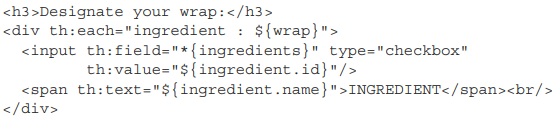 <h3>Designate your wrap:</h3>
<div th:each="ingredient : ${wrap}">
  <input th:field="*{ingredients}" type="checkbox"
         th:value="${ingredient.id}"/>
  <span th:text="${ingredient.name}">INGREDIENT</span><br/>
</div>